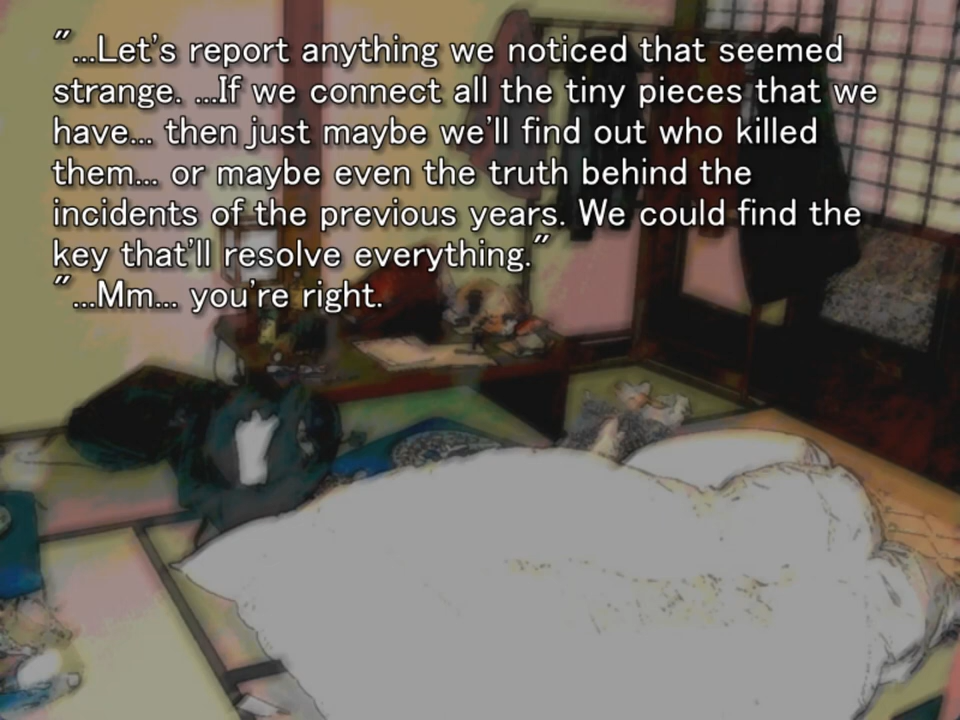 "...Let's report anything we noticed that seemed
strange. ...If we connect all the tiny pieces that we
have... then just maybe we'll find out who killed
them... or maybe even the truth behind the
incidents of the previous years. We could find the
key that'll resolve everything."
"...Mm... you're right.